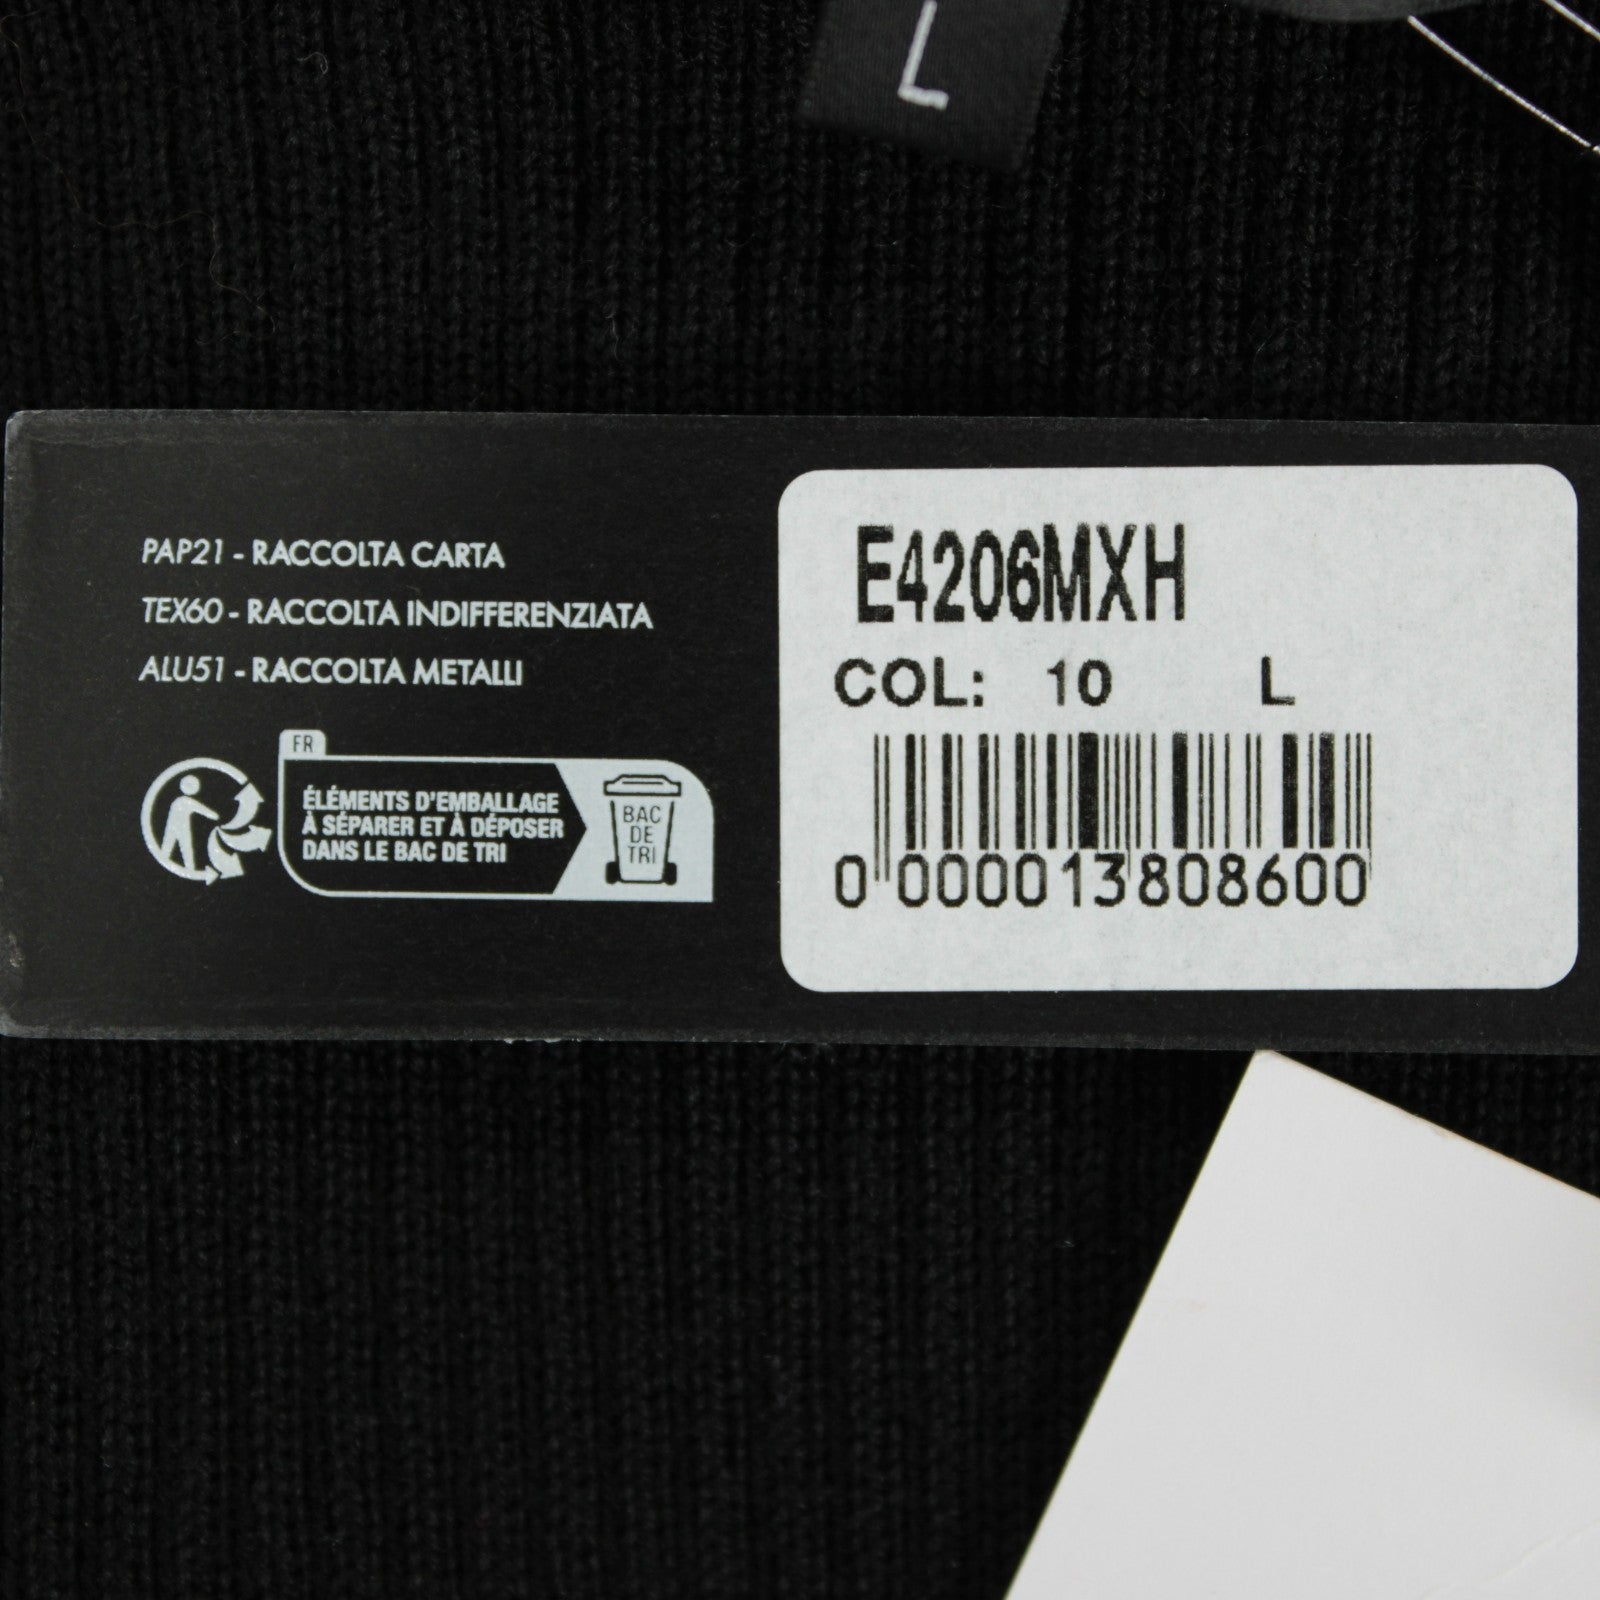 L
PAP21 - RACCOLTA CARTA
TEX60 - RACCOLTA INDIFFERENZIATA
ALU51 - RACCOLTA METALLI
FR
ÉLÉMENTS D'EMBALLAGE
À SÉPARER ET À DÉPOSER
DANS LE BAC DE TRI
BAC
DE
TRI
E4206MXH
COL: 10 L
0 000013808600